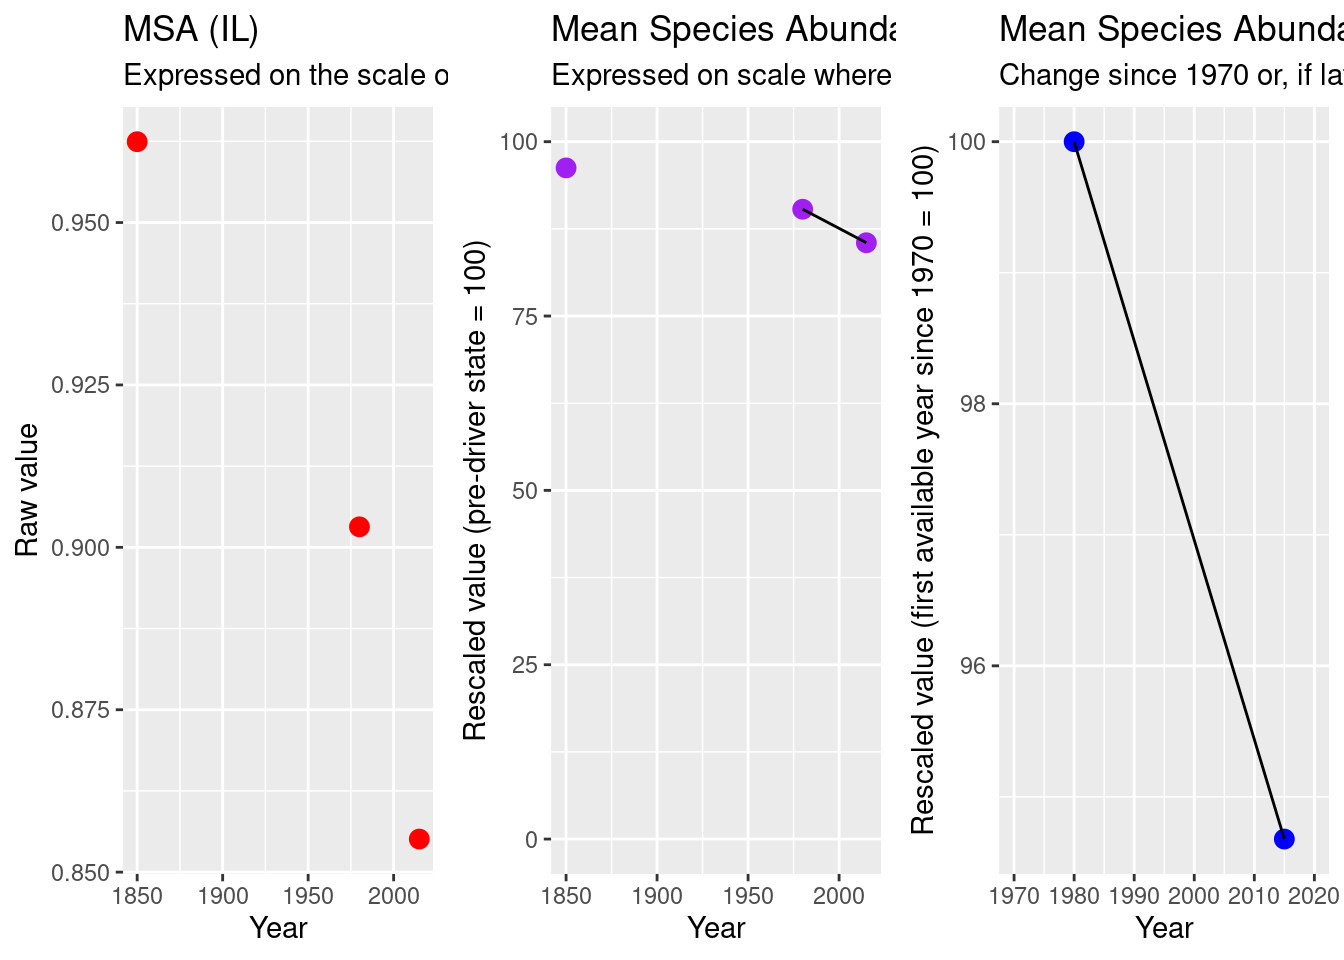 MSA (IL)
Expressed on the scale o
Raw value
0.950
0.925
0.900
0.875
0.850
1850 1900 1950 2000
Year
Mean Species Abunda
Expressed on scale where
Rescaled value (pre-driver state = 100)
100
75
50
25
0
1850 1900 1950 2000
Year
Mean Species Abunda
Change since 1970 or, if la
Rescaled value (first available year since 1970 = 100)
100
98
96
1970 1980 1990 2000 2010 2020
Year